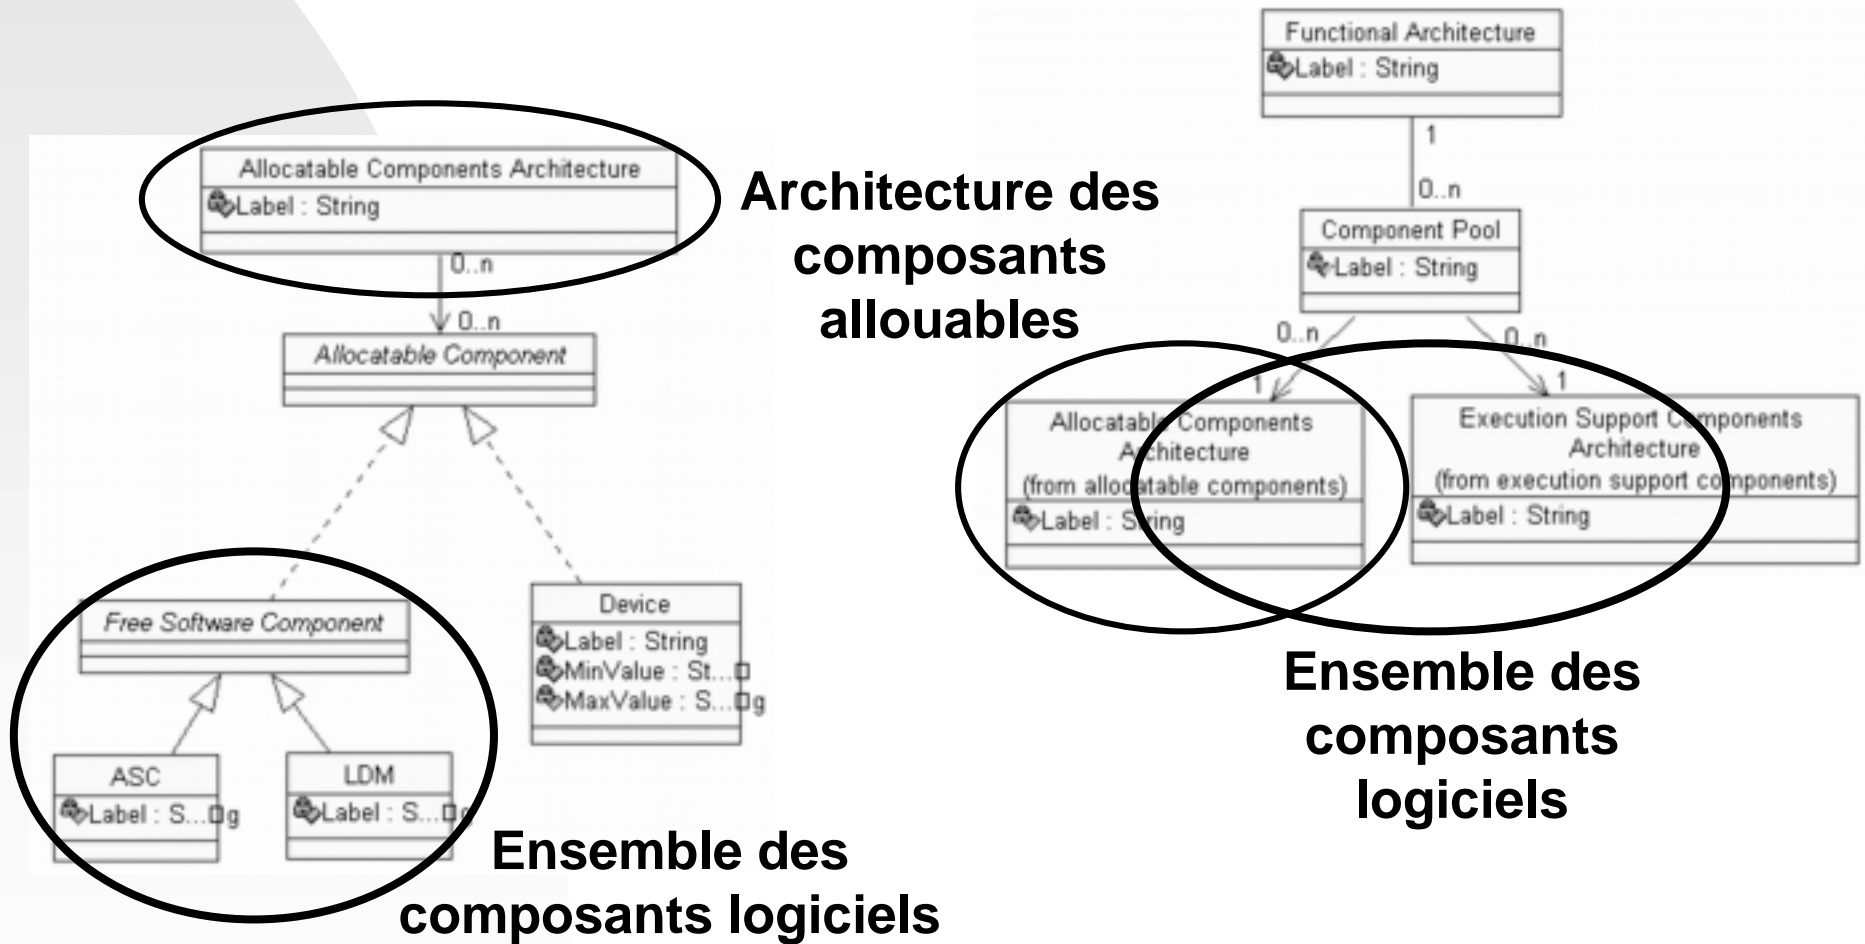 Allocatable Components Architecture
Label : String
0..n
0..n
Allocatable Component
Free Software Component
Device
Label : String
MinValue : St...
MaxValue : S...g
ASC
Label : S...g
LDM
Label : S...g
Ensemble des
composants logiciels
Architecture des
composants
allouables
Functional Architecture
Label : String
1
0..n
Component Pool
Label : String
0..n
0..n
1
1
Allocatable Components
Architecture
(from allocatable components)
Label : String
Execution Support Components
Architecture
(from execution support components)
Label : String
Ensemble des
composants
logiciels